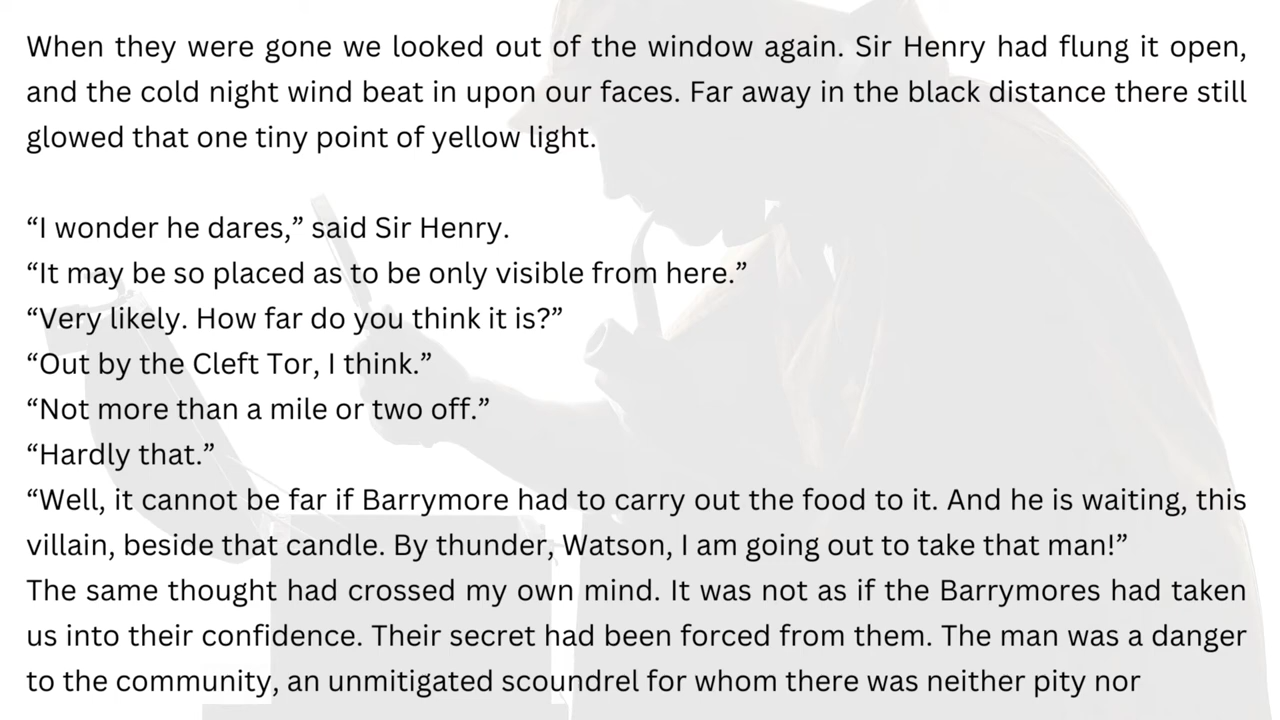 When they were gone we looked out of the window again. Sir Henry had flung it open,
and the cold night wind beat in upon our faces. Far away in the black distance there still
glowed that one tiny point of yellow light.
“I wonder he dares,” said Sir Henry.
“It may be so placed as to be only visible from here.”
“Very likely. How far do you think it is?”
“Out by the Cleft Tor, I think.”
“Not more than a mile or two off.”
“Hardly that.”
“Well, it cannot be far if Barrymore had to carry out the food to it. And he is waiting, this
villain, beside that candle. By thunder, Watson, I am going out to take that man!”
The same thought had crossed my own mind. It was not as if the Barrymores had taken
us into their confidence. Their secret had been forced from them. The man was a danger
to the community, an unmitigated scoundrel for whom there was neither pity nor